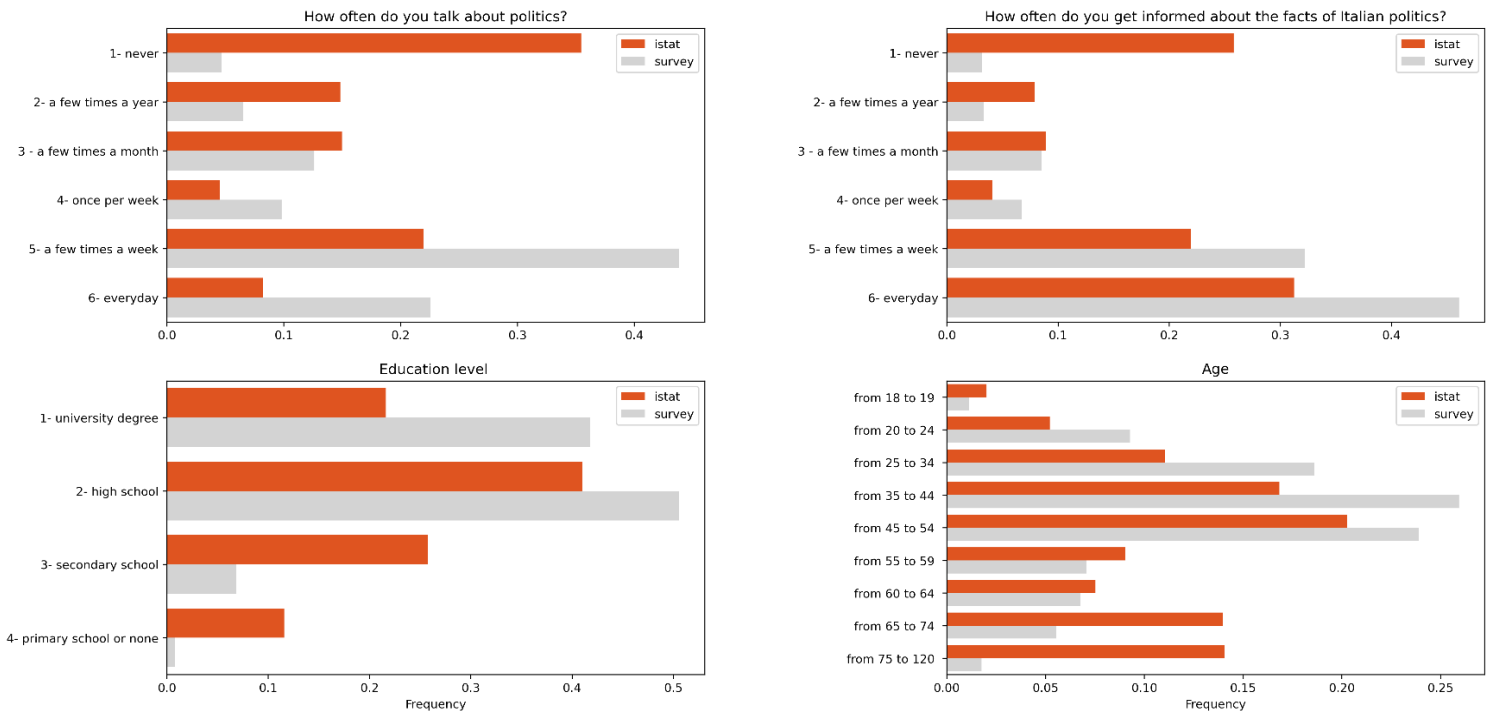 How often do you talk about politics?
1- never
2- a few times a year
3 - a few times a month
4- once per week
5- a few times a week
6- everyday
istat
survey
0.0 0.1 0.2 0.3 0.4
How often do you get informed about the facts of Italian politics?
1- never
2- a few times a year
3 - a few times a month
4- once per week
5- a few times a week
6- everyday
istat
survey
0.0 0.1 0.2 0.3 0.4
Education level
1- university degree
2- high school
3- secondary school
4- primary school or none
istat
survey
0.0 0.1 0.2 0.3 0.4 0.5
Frequency
Age
from 18 to 19
from 20 to 24
from 25 to 34
from 35 to 44
from 45 to 54
from 55 to 59
from 60 to 64
from 65 to 74
from 75 to 120
istat
survey
0.00 0.05 0.10 0.15 0.20 0.25
Frequency